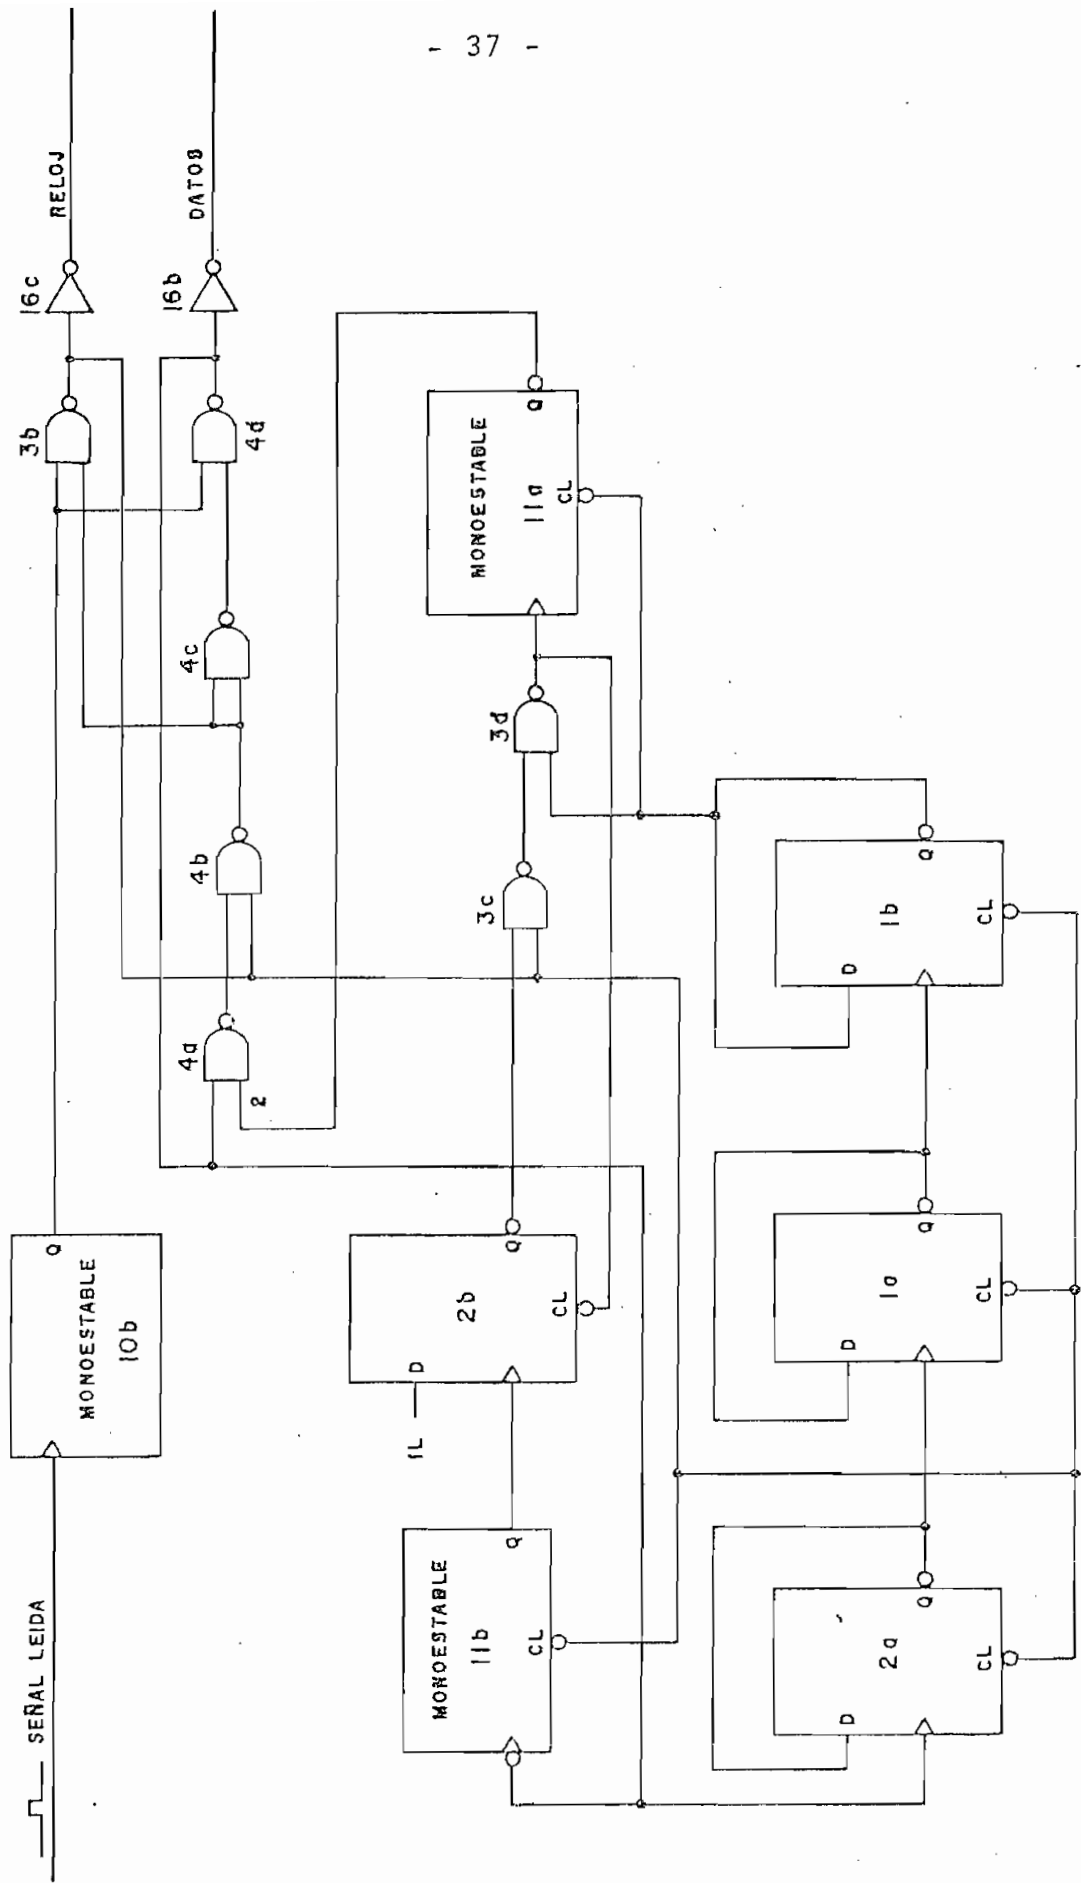 - 37 -
SEÑAL LEIDA
MONOESTABLE
10b
Q
3b
16c
RELOJ
4a
2
4b
4c
4d
16b
DATOS
MONOESTABLE
11b
Q
CL
1L
D
2b
Q
CL
3c
3d
MONOESTABLE
11a
Q
CL
D
2a
Q
CL
D
1a
Q
CL
D
1b
Q
CL